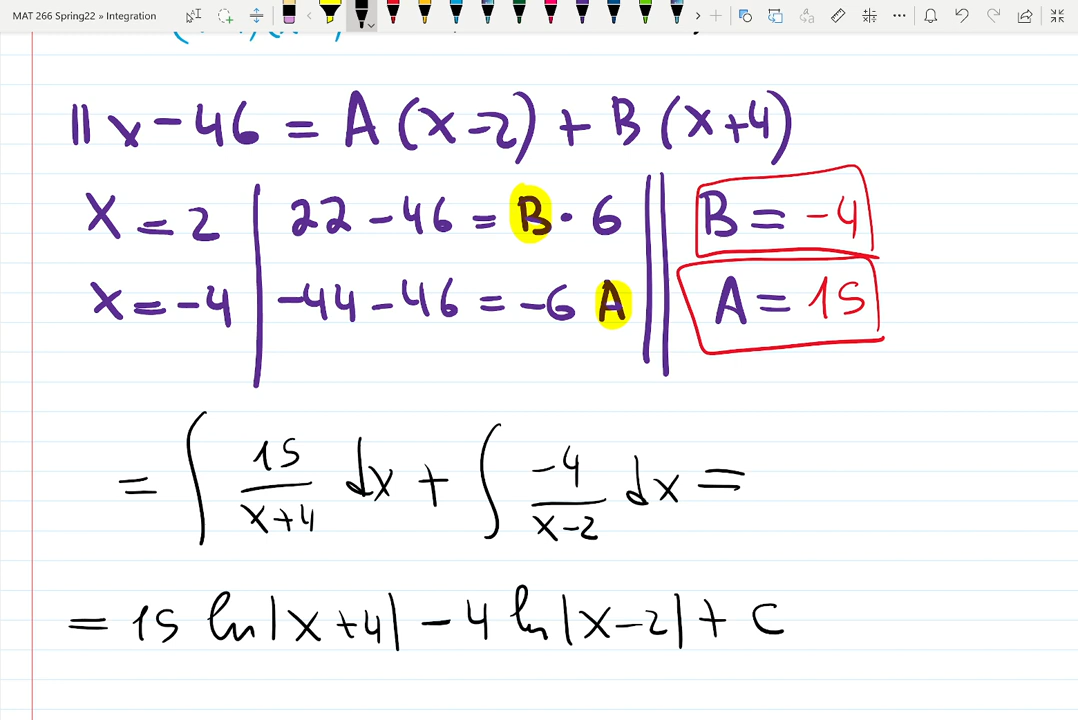 MAT 266 Spring22 » Integration
11x - 46 = A(x-2) + B(x+4)
x = 2 | 22 - 46 = B · 6 || B = -4
x = -4 | -44 - 46 = -6 A || A = 15
= ∫ 15/(x+4) dx + ∫ -4/(x-2) dx =
= 15 ln|x+4| - 4 ln|x-2| + C